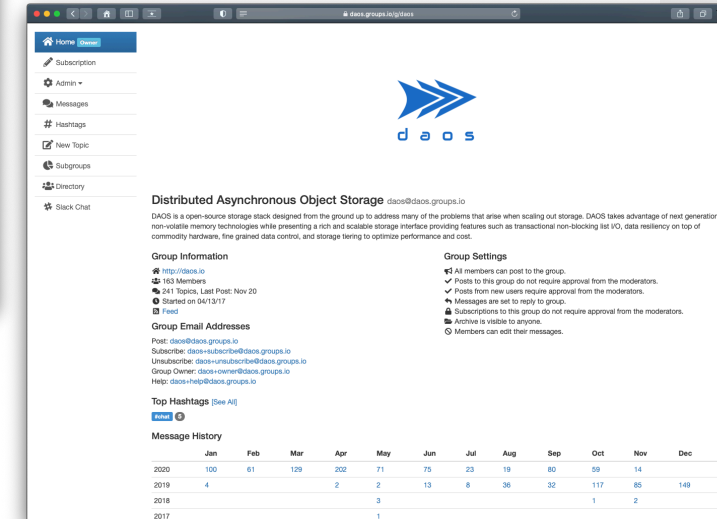 daos.groups.io/g/daos
Home Owner
Subscription
Admin
Messages
Hashtags
New Topic
Subgroups
Directory
Slack Chat
daos
Distributed Asynchronous Object Storage daos@daos.groups.io
DAOS is a open-source storage stack designed from the ground up to address many of the problems that arise when scaling out storage. DAOS takes advantage of next generation
non-volatile memory technologies while presenting a rich and scalable storage interface providing features such as transactional non-blocking list I/O, data resiliency on top of
commodity hardware, fine grained data control, and storage tiering to optimize performance and cost.
Group Information
http://daos.io
163 Members
241 Topics, Last Post: Nov 20
Started on 04/13/17
Feed
Group Email Addresses
Post: daos@daos.groups.io
Subscribe: daos+subscribe@daos.groups.io
Unsubscribe: daos+unsubscribe@daos.groups.io
Group Owner: daos+owner@daos.groups.io
Help: daos+help@daos.groups.io
Group Settings
All members can post to the group.
Posts to this group do not require approval from the moderators.
Posts from new users require approval from the moderators.
Messages are set to reply to group.
Subscriptions to this group do not require approval from the moderators.
Archive is visible to anyone.
Members can edit their messages.
Top Hashtags [See All]
#chat 5
Message History
Jan Feb Mar Apr May Jun Jul Aug Sep Oct Nov Dec
2020 100 61 129 202 71 75 23 19 80 59 14
2019 4 2 2 13 8 36 32 117 85 149
2018 3 1 2
2017 1